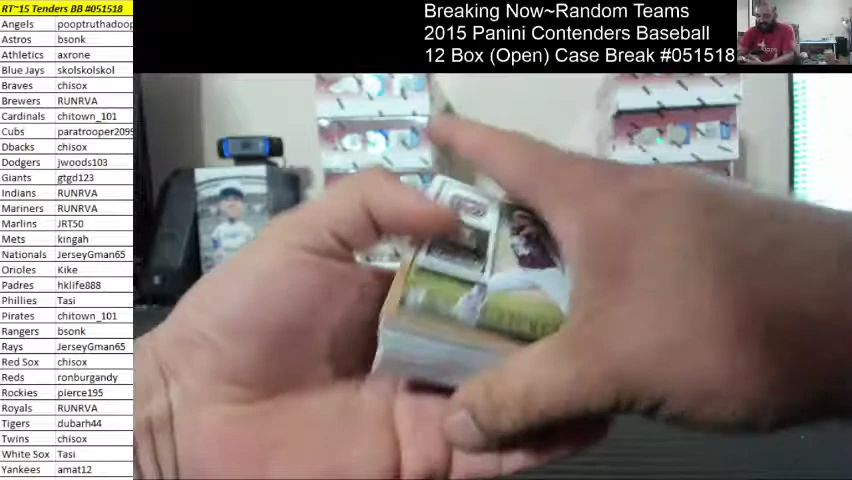 RT~15 Tenders BB #051518
Angels pooptruthadoop
Astros bsonk
Athletics axrone
Blue Jays skolskolskol
Braves chisox
Brewers RUNRVA
Cardinals chitown_101
Cubs paratrooper2099
Dbacks chisox
Dodgers jwoods103
Giants gtgd123
Indians RUNRVA
Mariners RUNRVA
Marlins JRT50
Mets kingah
Nationals JerseyGman65
Orioles Kike
Padres hklife888
Phillies Tasi
Pirates chitown_101
Rangers bsonk
Rays JerseyGman65
Red Sox chisox
Reds ronburgandy
Rockies pierce195
Royals RUNRVA
Tigers dubarh44
Twins chisox
White Sox Tasi
Yankees amat12
Breaking Now~Random Teams
2015 Panini Contenders Baseball
12 Box (Open) Case Break #051518